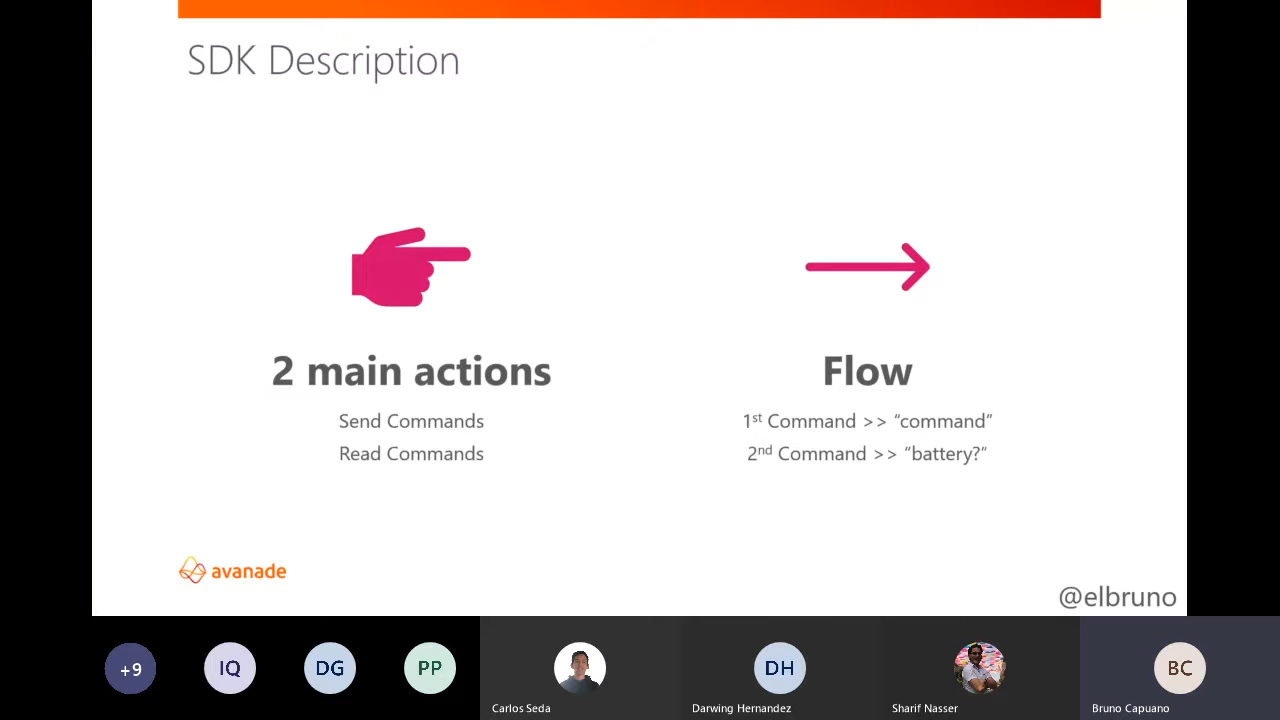 SDK Description
2 main actions
Send Commands
Read Commands
Flow
1st Command >> “command”
2nd Command >> “battery?”
avanade
@elbruno
+9
IQ
DG
PP
Carlos Seda
DH
Darwing Hernandez
Sharif Nasser
BC
Bruno Capuano